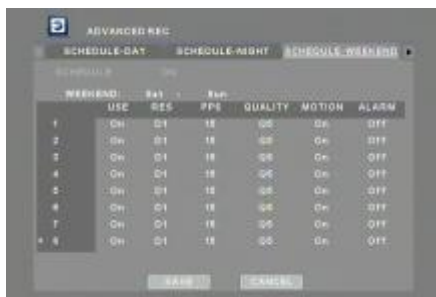 ADVANCED REC
SCHEDULE-DAY SCHEDULE-NIGHT SCHEDULE-WEEKEND
SCHEDULE ON
WEEKEND: Sat - Sun
USE RES PPS QUALITY MOTION ALARM
1 On D1 15 Q5 On Off
2 On D1 15 Q5 On Off
3 On D1 15 Q5 On Off
4 On D1 15 Q5 On Off
5 On D1 15 Q5 On Off
6 On D1 15 Q5 On Off
7 On D1 15 Q5 On Off
8 On D1 15 Q5 On Off
SAVE CANCEL